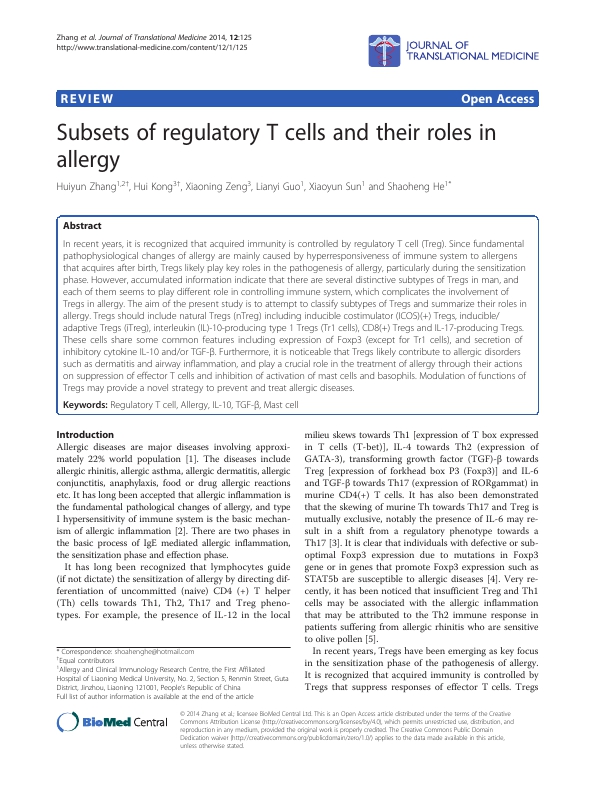 Zhang et al. Journal of Translational Medicine 2014, 12:125
http://www.translational-medicine.com/content/12/1/125
JOURNAL OF
TRANSLATIONAL MEDICINE
REVIEW
Open Access
Subsets of regulatory T cells and their roles in
allergy
Huiyun Zhang1,2†, Hui Kong3†, Xiaoning Zeng3, Lianyi Guo1, Xiaoyun Sun1 and Shaoheng He1*
Abstract
In recent years, it is recognized that acquired immunity is controlled by regulatory T cell (Treg). Since fundamental
pathophysiological changes of allergy are mainly caused by hyperresponsiveness of immune system to allergens
that acquires after birth, Tregs likely play key roles in the pathogenesis of allergy, particularly during the sensitization
phase. However, accumulated information indicate that there are several distinctive subtypes of Tregs in man, and
each of them seems to play different role in controlling immune system, which complicates the involvement of
Tregs in allergy. The aim of the present study is to attempt to classify subtypes of Tregs and summarize their roles in
allergy. Tregs should include natural Tregs (nTreg) including inducible costimulator (ICOS)(+) Tregs, inducible/
adaptive Tregs (iTreg), interleukin (IL)-10-producing type 1 Tregs (Tr1 cells), CD8(+) Tregs and IL-17-producing Tregs.
These cells share some common features including expression of Foxp3 (except for Tr1 cells), and secretion of
inhibitory cytokine IL-10 and/or TGF-β. Furthermore, it is noticeable that Tregs likely contribute to allergic disorders
such as dermatitis and airway inflammation, and play a crucial role in the treatment of allergy through their actions
on suppression of effector T cells and inhibition of activation of mast cells and basophils. Modulation of functions of
Tregs may provide a novel strategy to prevent and treat allergic diseases.
Keywords: Regulatory T cell, Allergy, IL-10, TGF-β, Mast cell
Introduction
Allergic diseases are major diseases involving approxi-
mately 22% world population [1]. The diseases include
allergic rhinitis, allergic asthma, allergic dermatitis, allergic
conjunctitis, anaphylaxis, food or drug allergic reactions
etc. It has long been accepted that allergic inflammation is
the fundamental pathological changes of allergy, and type
I hypersensitivity of immune system is the basic mechan-
ism of allergic inflammation [2]. There are two phases in
the basic process of IgE mediated allergic inflammation,
the sensitization phase and effection phase.
It has long been recognized that lymphocytes guide
(if not dictate) the sensitization of allergy by directing dif-
ferentiation of uncommitted (naive) CD4 (+) T helper
(Th) cells towards Th1, Th2, Th17 and Treg pheno-
types. For example, the presence of IL-12 in the local
* Correspondence: shoahenghe@hotmail.com
†Equal contributors
1Allergy and Clinical Immunology Research Centre, the First Affiliated
Hospital of Liaoning Medical University, No. 2, Section 5, Renmin Street, Guta
District, Jinzhou, Liaoning 121001, People's Republic of China
Full list of author information is available at the end of the article
milieu skews towards Th1 [expression of T box expressed
in T cells (T-bet)], IL-4 towards Th2 (expression of
GATA-3), transforming growth factor (TGF)-β towards
Treg [expression of forkhead box P3 (Foxp3)] and IL-6
and TGF-β towards Th17 (expression of RORgammat) in
murine CD4(+) T cells. It has also been demonstrated
that the skewing of murine Th towards Th17 and Treg is
mutually exclusive, notably the presence of IL-6 may re-
sult in a shift from a regulatory phenotype towards a
Th17 [3]. It is clear that individuals with defective or sub-
optimal Foxp3 expression due to mutations in Foxp3
gene or in genes that promote Foxp3 expression such as
STAT5b are susceptible to allergic diseases [4]. Very re-
cently, it has been noticed that insufficient Treg and Th1
cells may be associated with the allergic inflammation
that may be attributed to the Th2 immune response in
patients suffering from allergic rhinitis who are sensitive
to olive pollen [5].
In recent years, Tregs have been emerging as key focus
in the sensitization phase of the pathogenesis of allergy.
It is recognized that acquired immunity is controlled by
Tregs that suppress responses of effector T cells. Tregs
BioMed Central
© 2014 Zhang et al.; licensee BioMed Central Ltd. This is an Open Access article distributed under the terms of the Creative
Commons Attribution License (http://creativecommons.org/licenses/by/4.0), which permits unrestricted use, distribution, and
reproduction in any medium, provided the original work is properly credited. The Creative Commons Public Domain
Dedication waiver (http://creativecommons.org/publicdomain/zero/1.0/) applies to the data made available in this article,
unless otherwise stated.